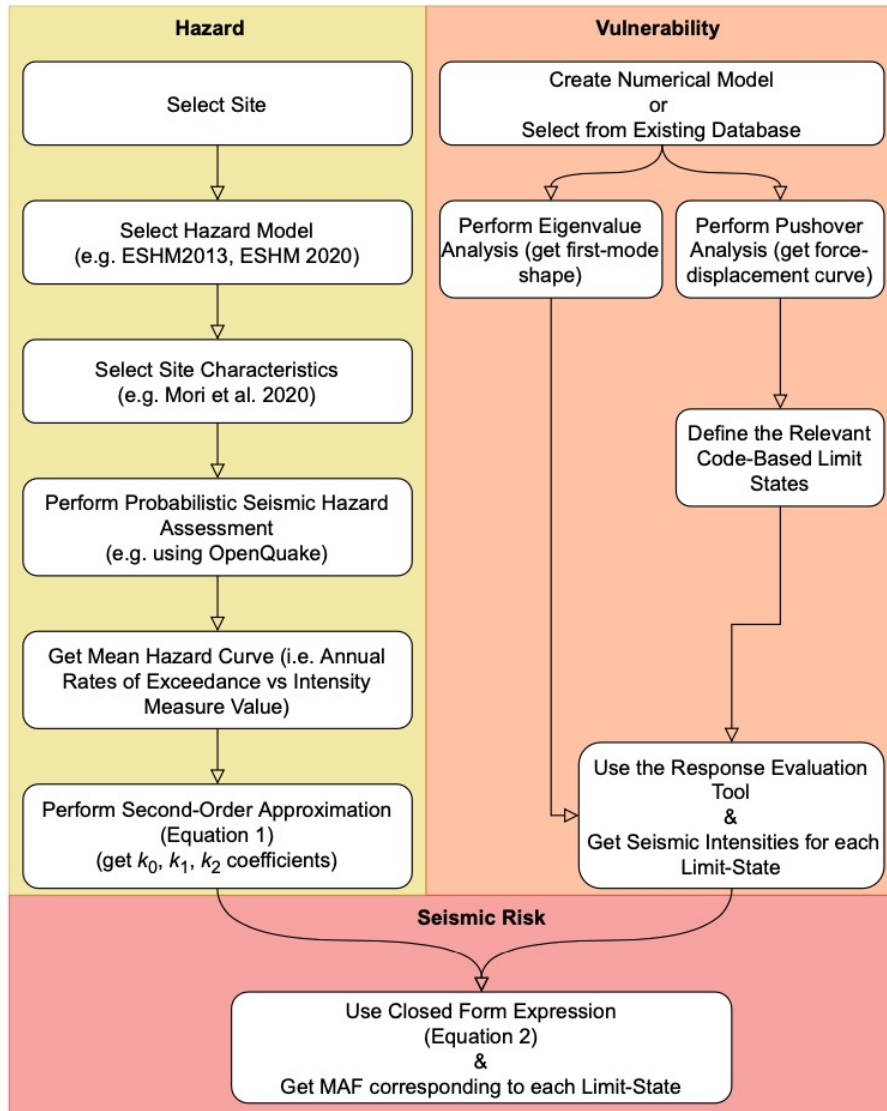 Hazard
Select Site
Select Hazard Model
(e.g. ESHM2013, ESHM 2020)
Select Site Characteristics
(e.g. Mori et al. 2020)
Perform Probabilistic Seismic Hazard
Assessment
(e.g. using OpenQuake)
Get Mean Hazard Curve (i.e. Annual
Rates of Exceedance vs Intensity
Measure Value)
Perform Second-Order Approximation
(Equation 1)
(get k0, k1, k2 coefficients)
Vulnerability
Create Numerical Model
or
Select from Existing Database
Perform Eigenvalue
Analysis (get first-mode
shape)
Perform Pushover
Analysis (get force-
displacement curve)
Define the Relevant
Code-Based Limit
States
Use the Response Evaluation
Tool
&
Get Seismic Intensities for each
Limit-State
Seismic Risk
Use Closed Form Expression
(Equation 2)
&
Get MAF corresponding to each Limit-State